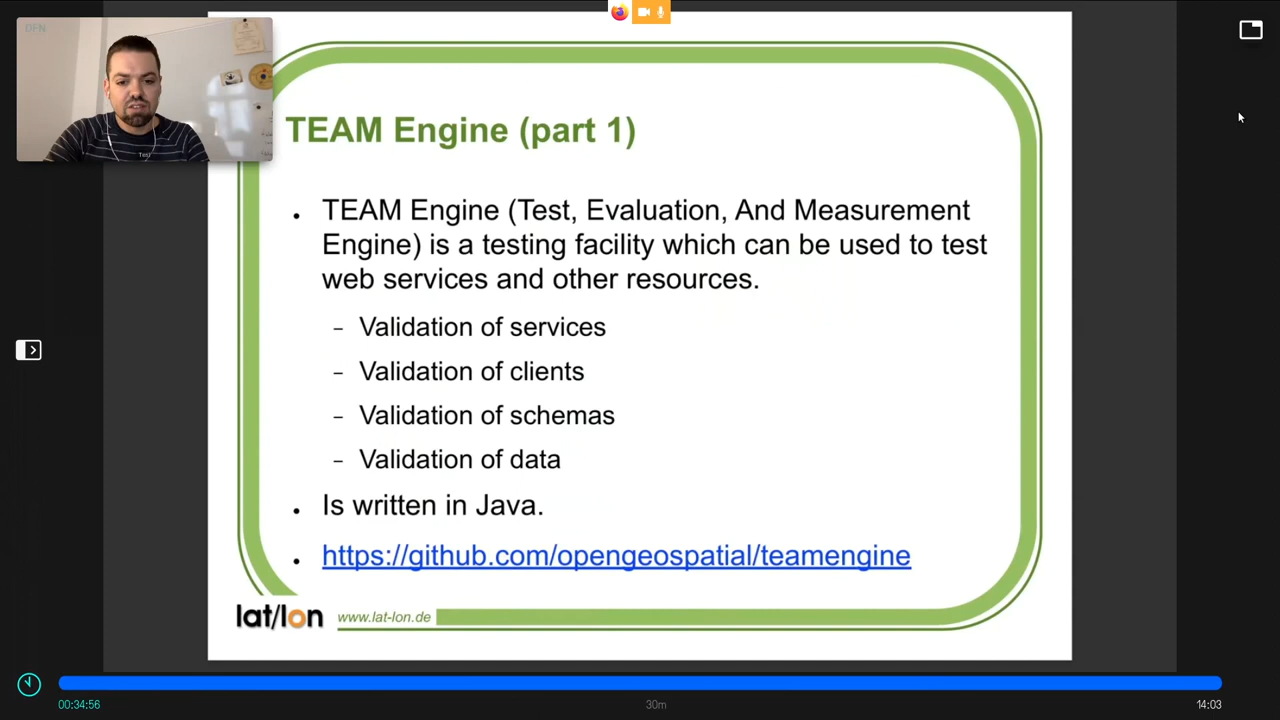 DFN
Test
TEAM Engine (part 1)
• TEAM Engine (Test, Evaluation, And Measurement
Engine) is a testing facility which can be used to test
web services and other resources.
– Validation of services
– Validation of clients
– Validation of schemas
– Validation of data
• Is written in Java.
• https://github.com/opengeospatial/teamengine
lat/lon www.lat-lon.de
00:34:56
30m
14:03